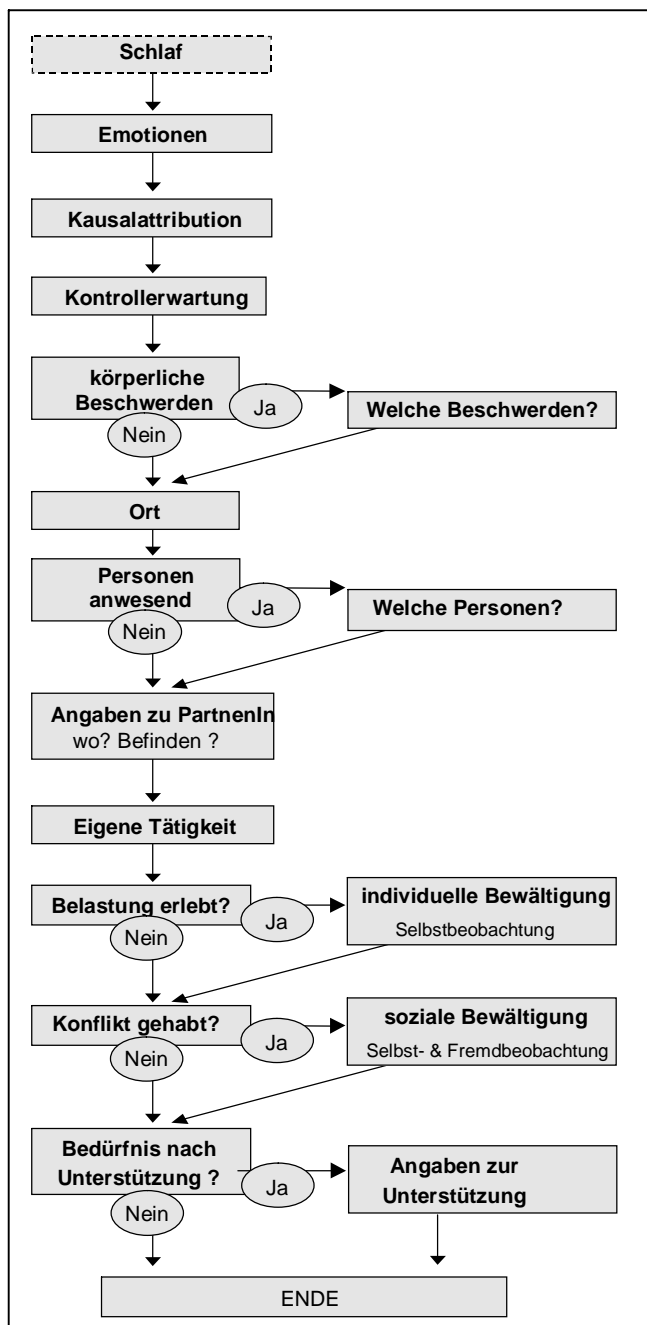 Schlaf
Emotionen
Kausalattribution
Kontrollerwartung
körperliche
Beschwerden
Ja
Welche Beschwerden?
Nein
Ort
Personen
anwesend
Ja
Welche Personen?
Nein
Angaben zu PartnenIn
wo? Befinden ?
Eigene Tätigkeit
Belastung erlebt?
Ja
individuelle Bewältigung
Selbstbeobachtung
Nein
Konflikt gehabt?
Ja
soziale Bewältigung
Selbst- & Fremdbeobachtung
Nein
Bedürfnis nach
Unterstützung ?
Ja
Angaben zur
Unterstützung
Nein
ENDE